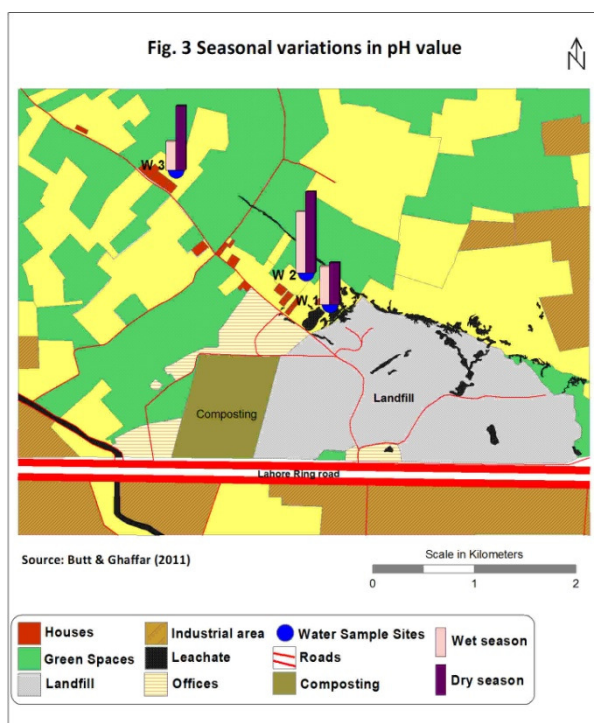 Fig. 3 Seasonal variations in pH value
N
W 3
W 2
W 1
Landfill
Composting
Lahore Ring road
Source: Butt & Ghaffar (2011)
Scale in Kilometers
0 1 2
Houses Industrial area Water Sample Sites Wet season
Green Spaces Leachate Roads
Landfill Offices Composting Dry season